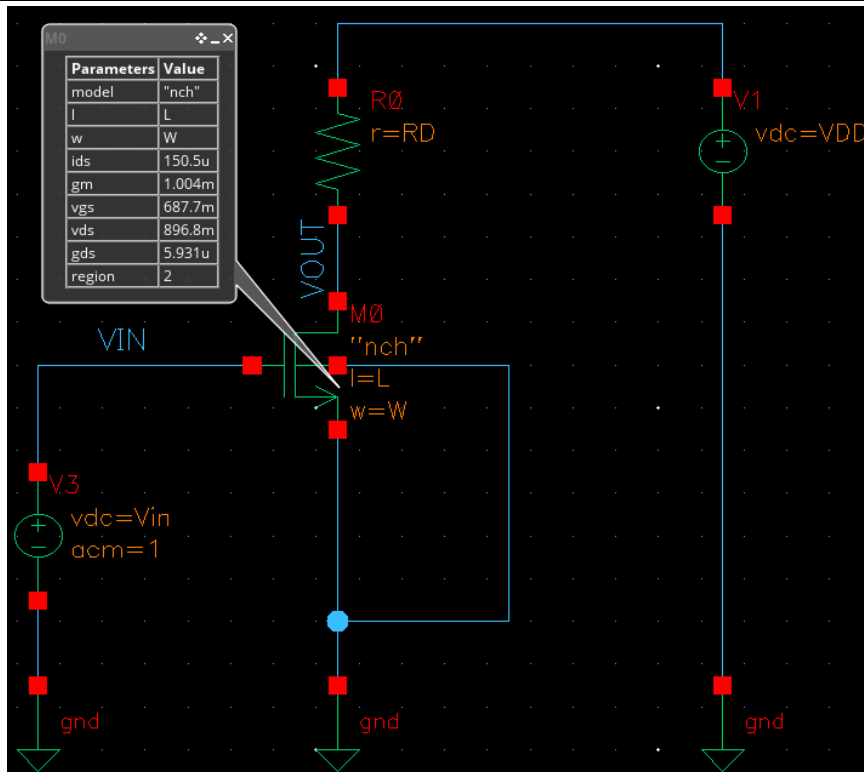 M0
Parameters Value
model "nch"
l L
w W
ids 150.5u
gm 1.004m
vgs 687.7m
vds 896.8m
gds 5.931u
region 2
R0
r=RD
V1
vdc=VDD
VOUT
M0
"nch"
l=L
w=W
VIN
V3
vdc=Vin
acm=1
gnd
gnd
gnd